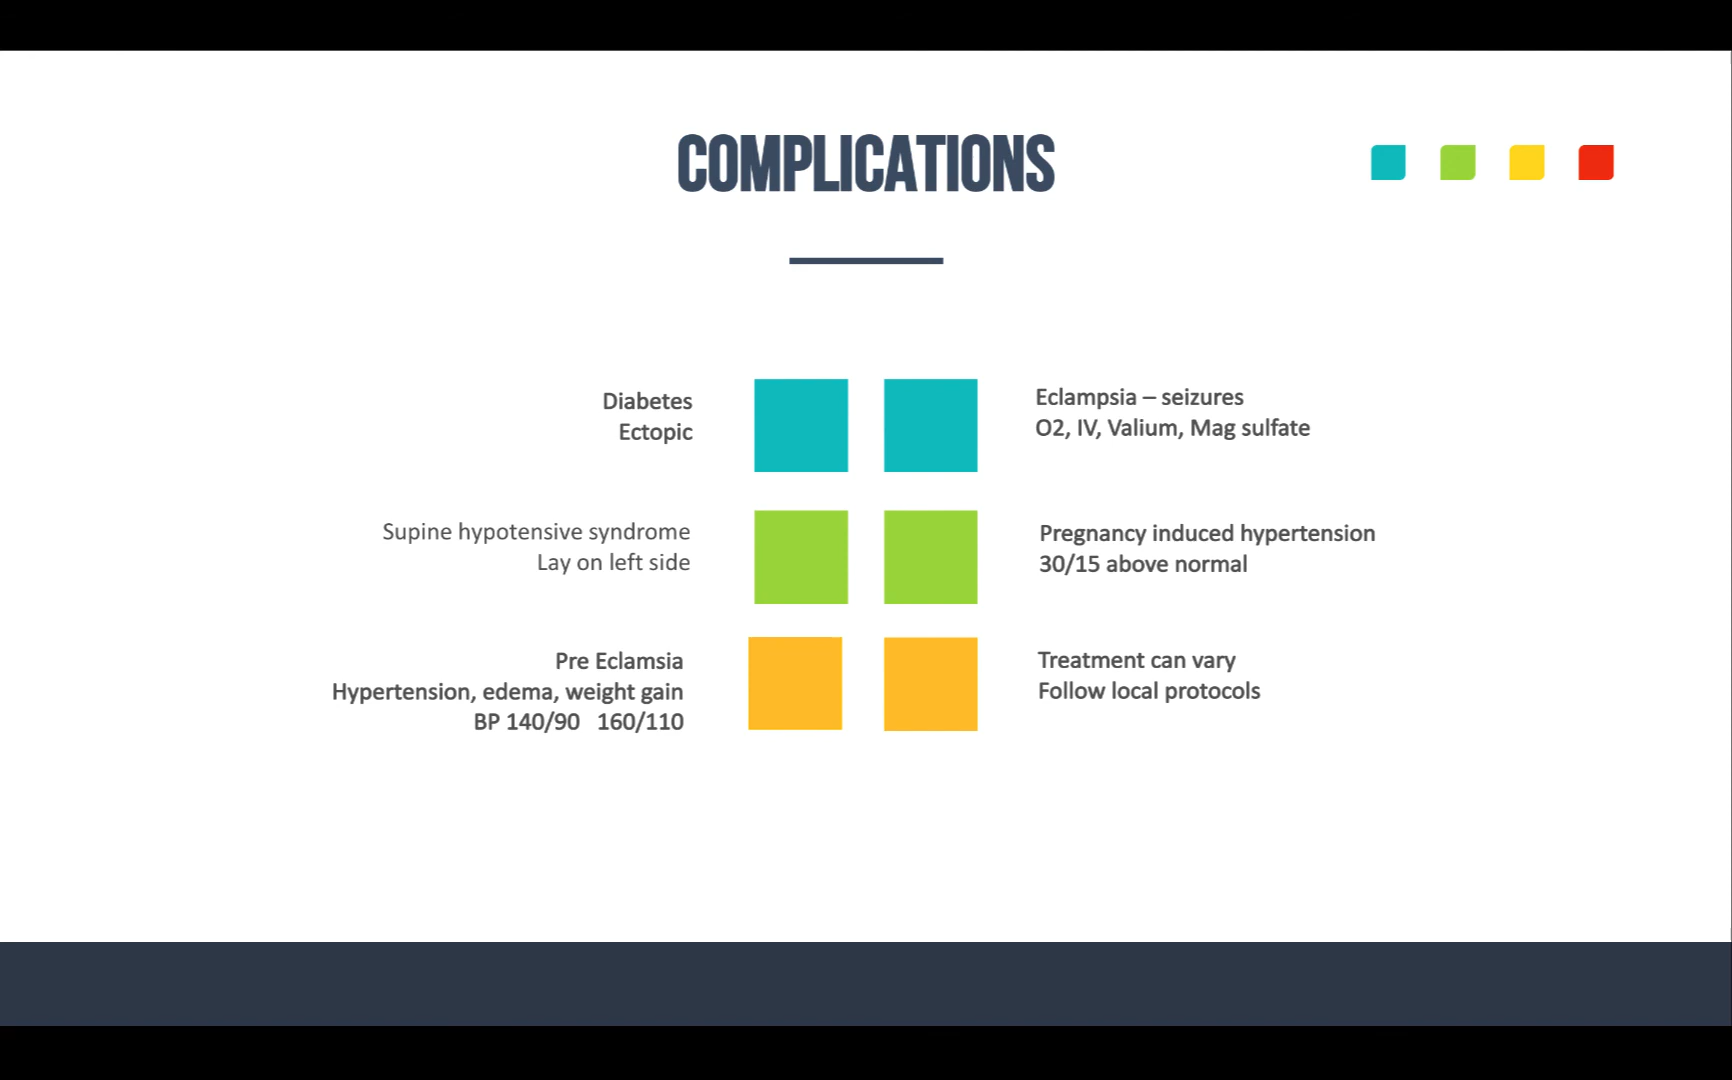 COMPLICATIONS
Diabetes
Ectopic
Eclampsia – seizures
O2, IV, Valium, Mag sulfate
Supine hypotensive syndrome
Lay on left side
Pregnancy induced hypertension
30/15 above normal
Pre Eclamsia
Hypertension, edema, weight gain
BP 140/90   160/110
Treatment can vary
Follow local protocols